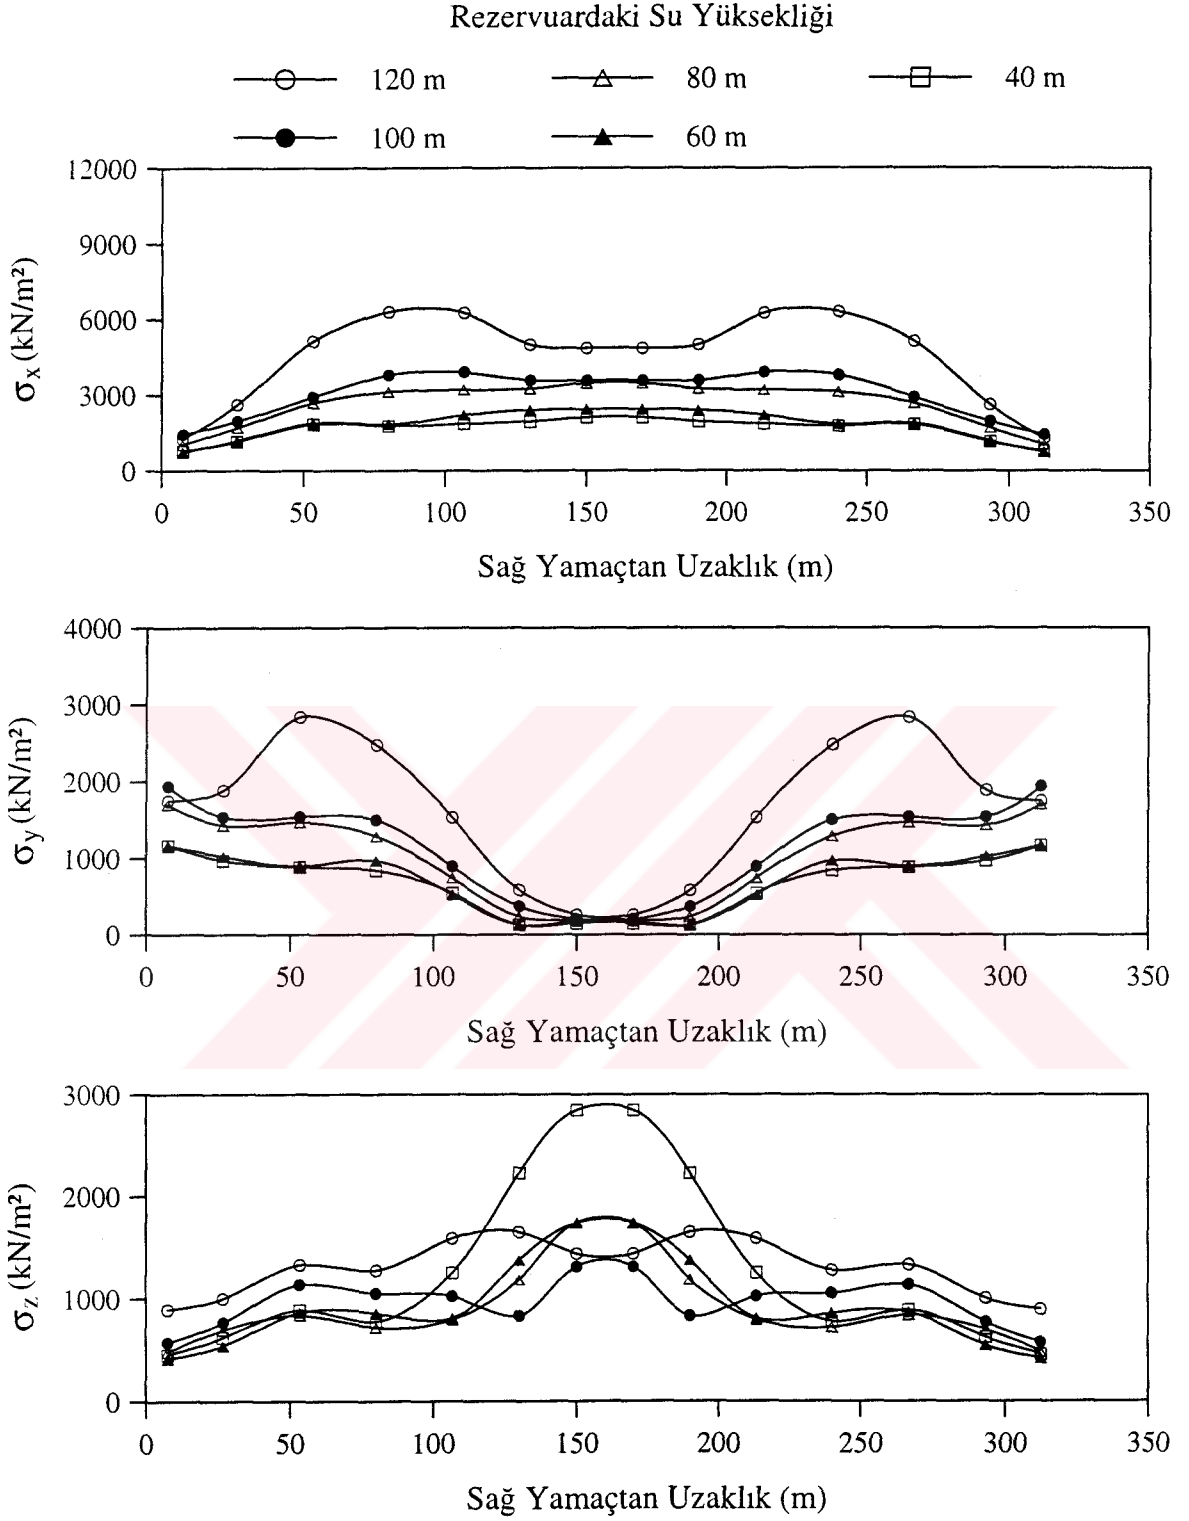 Rezervuardaki Su Yüksekliği
120 m 80 m 40 m
100 m 60 m
12000
9000
6000
3000
0
σx (kN/m²)
0 50 100 150 200 250 300 350
Sağ Yamaçtan Uzaklık (m)
4000
3000
2000
1000
0
σy (kN/m²)
0 50 100 150 200 250 300 350
Sağ Yamaçtan Uzaklık (m)
3000
2000
1000
0
σz (kN/m²)
0 50 100 150 200 250 300 350
Sağ Yamaçtan Uzaklık (m)